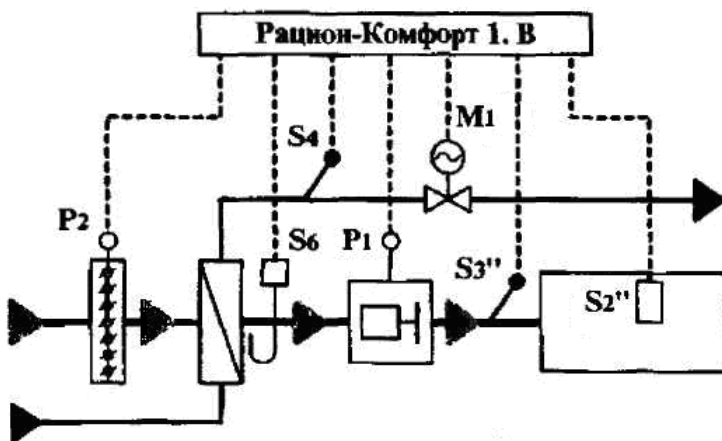 Рацион-Комфорт 1. В
M1
S4
P2
S6
P1
S3"
S2"